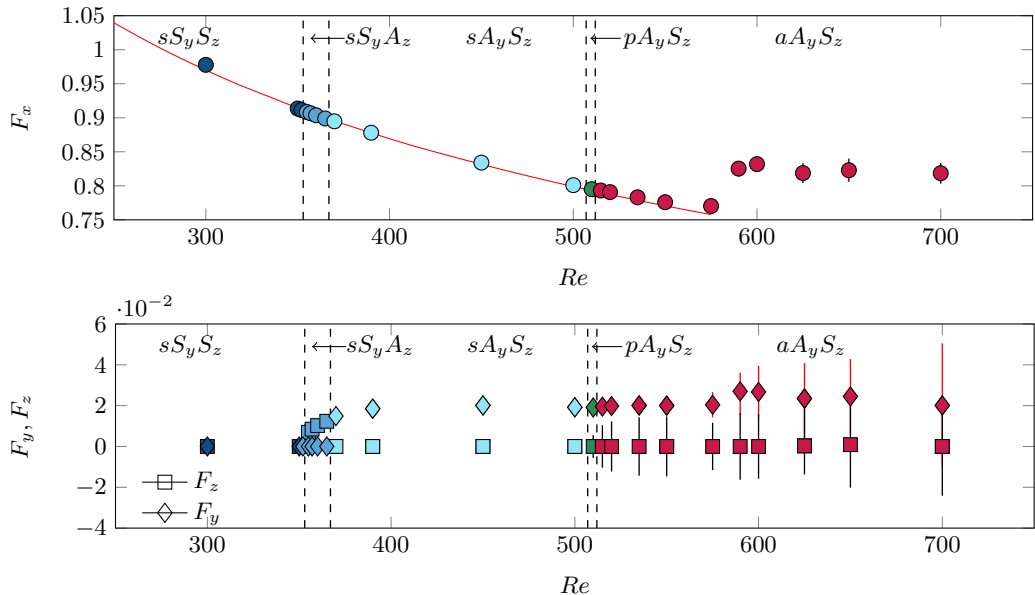 1.05
sS_yS_z sS_yA_z sA_yS_z pA_yS_z aA_yS_z
1
0.95
0.9
0.85
0.8
0.75
F_x
300 400 500 600 700
Re
·10^{-2}
6
sS_yS_z sS_yA_z sA_yS_z pA_yS_z aA_yS_z
4
2
0
−2
−4
F_y, F_z
F_z
F_y
300 400 500 600 700
Re